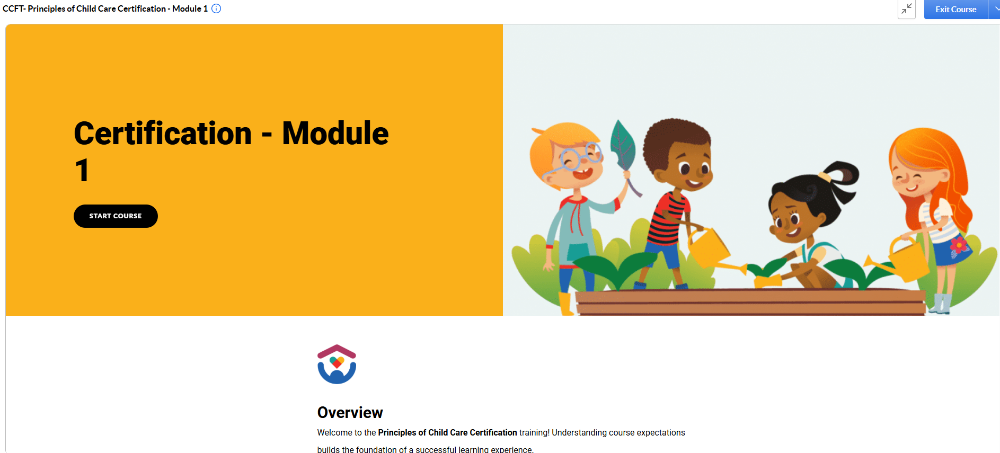 CCFT- Principles of Child Care Certification - Module 1
Exit Course
Certification - Module
1
START COURSE
Overview
Welcome to the Principles of Child Care Certification training! Understanding course expectations
builds the foundation of a successful learning experience.